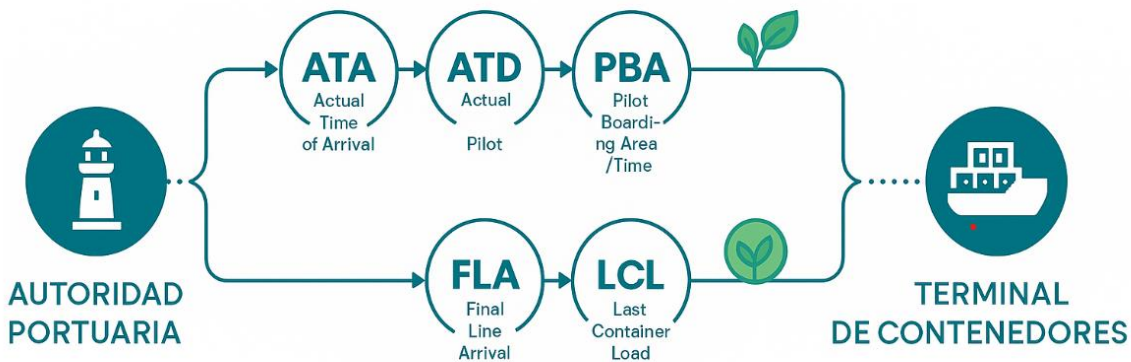 AUTORIDAD
PORTUARIA
ATA
Actual
Time
of Arrival
ATD
Actual
Pilot
PBA
Pilot
Boardi-
ng Area
/Time
FLA
Final
Line
Arrival
LCL
Last
Container
Load
TERMINAL
DE CONTENEDORES